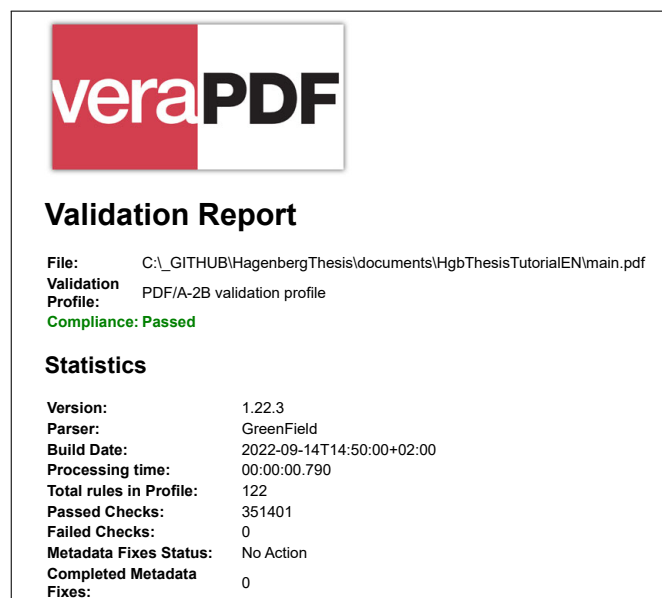 veraPDF
Validation Report
File: C:\_GITHUB\HagenbergThesis\documents\HgbThesisTutorialEN\main.pdf
Validation
Profile: PDF/A-2B validation profile
Compliance: Passed
Statistics
Version: 1.22.3
Parser: GreenField
Build Date: 2022-09-14T14:50:00+02:00
Processing time: 00:00:00.790
Total rules in Profile: 122
Passed Checks: 351401
Failed Checks: 0
Metadata Fixes Status: No Action
Completed Metadata
Fixes: 0